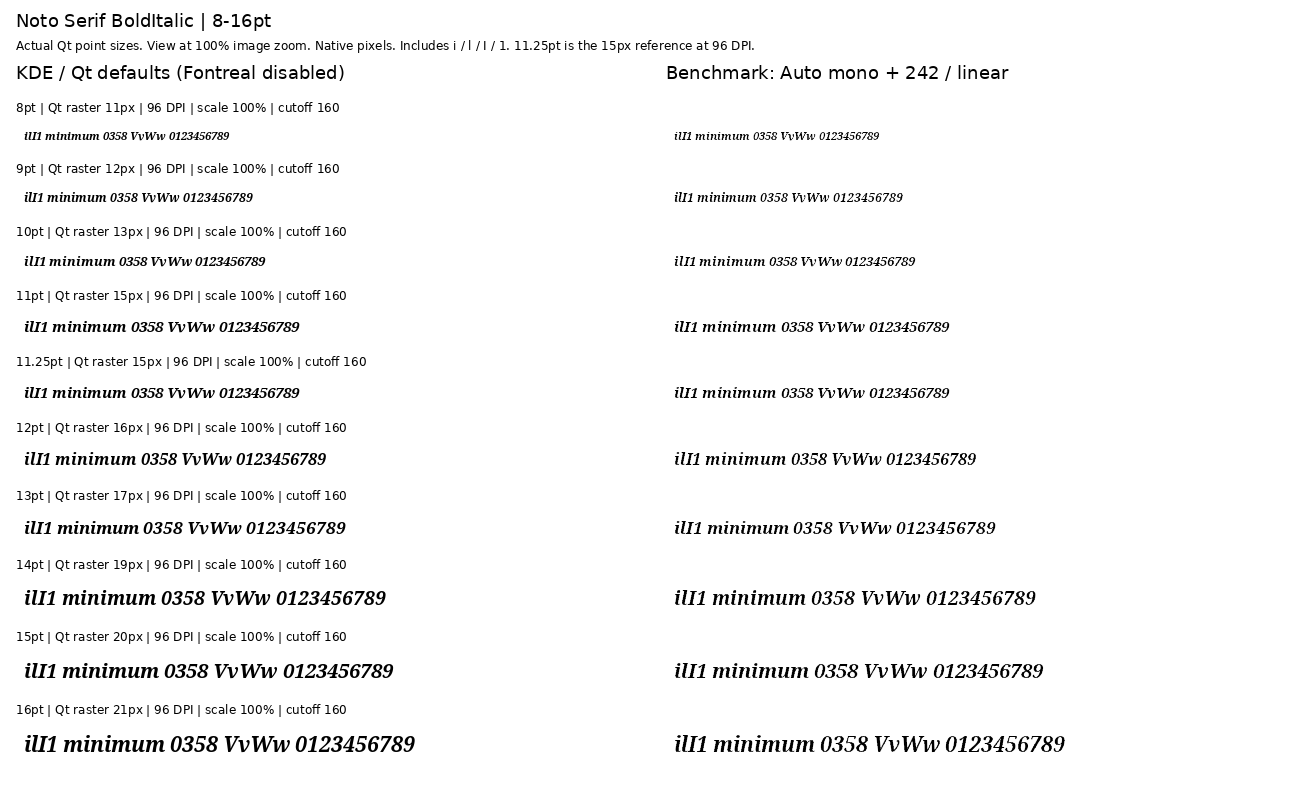 Noto Serif BoldItalic | 8-16pt
Actual Qt point sizes. View at 100% image zoom. Native pixels. Includes i / l / I / 1. 11.25pt is the 15px reference at 96 DPI.
KDE / Qt defaults (Fontreal disabled) Benchmark: Auto mono + 242 / linear
8pt | Qt raster 11px | 96 DPI | scale 100% | cutoff 160
ilI1 minimum 0358 VvWw 0123456789 ilI1 minimum 0358 VvWw 0123456789
9pt | Qt raster 12px | 96 DPI | scale 100% | cutoff 160
ilI1 minimum 0358 VvWw 0123456789 ilI1 minimum 0358 VvWw 0123456789
10pt | Qt raster 13px | 96 DPI | scale 100% | cutoff 160
ilI1 minimum 0358 VvWw 0123456789 ilI1 minimum 0358 VvWw 0123456789
11pt | Qt raster 15px | 96 DPI | scale 100% | cutoff 160
ilI1 minimum 0358 VvWw 0123456789 ilI1 minimum 0358 VvWw 0123456789
11.25pt | Qt raster 15px | 96 DPI | scale 100% | cutoff 160
ilI1 minimum 0358 VvWw 0123456789 ilI1 minimum 0358 VvWw 0123456789
12pt | Qt raster 16px | 96 DPI | scale 100% | cutoff 160
ilI1 minimum 0358 VvWw 0123456789 ilI1 minimum 0358 VvWw 0123456789
13pt | Qt raster 17px | 96 DPI | scale 100% | cutoff 160
ilI1 minimum 0358 VvWw 0123456789 ilI1 minimum 0358 VvWw 0123456789
14pt | Qt raster 19px | 96 DPI | scale 100% | cutoff 160
ilI1 minimum 0358 VvWw 0123456789 ilI1 minimum 0358 VvWw 0123456789
15pt | Qt raster 20px | 96 DPI | scale 100% | cutoff 160
ilI1 minimum 0358 VvWw 0123456789 ilI1 minimum 0358 VvWw 0123456789
16pt | Qt raster 21px | 96 DPI | scale 100% | cutoff 160
ilI1 minimum 0358 VvWw 0123456789 ilI1 minimum 0358 VvWw 0123456789